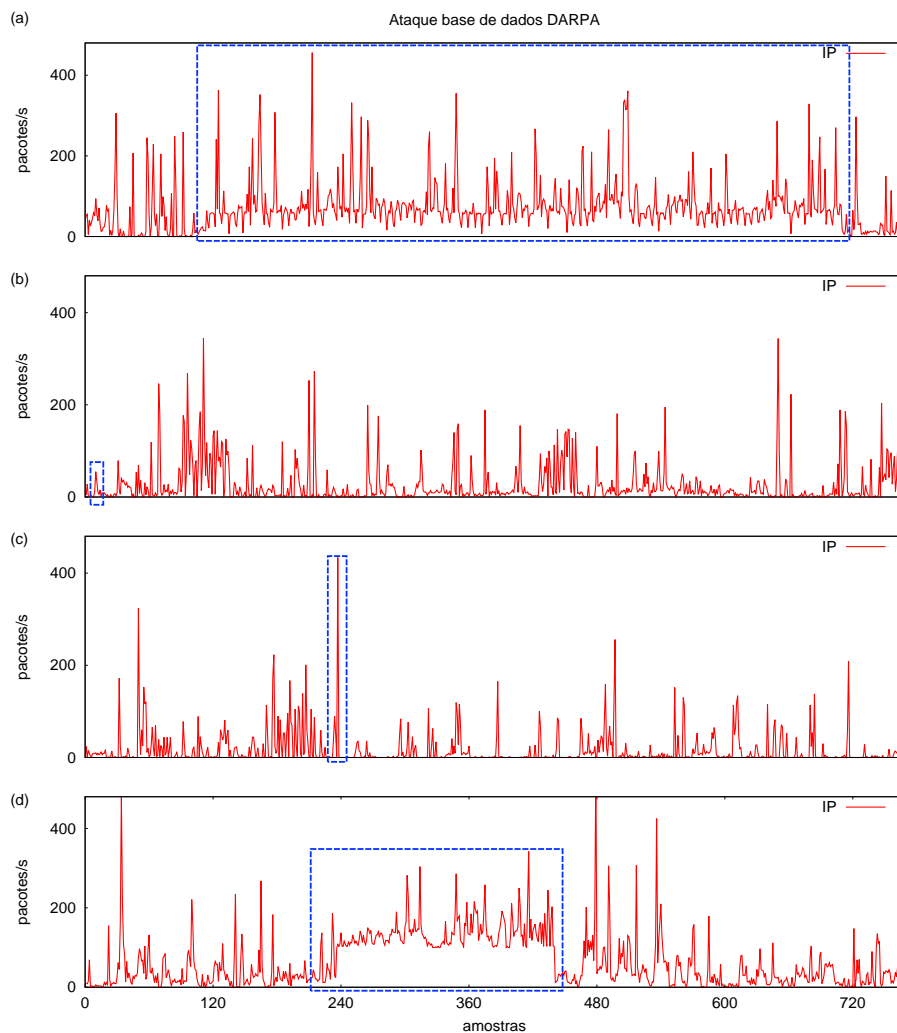 (a)
Ataque base de dados DARPA
IP
400
200
0
pacotes/s
(b)
IP
400
200
0
pacotes/s
(c)
IP
400
200
0
pacotes/s
(d)
IP
400
200
100
0
pacotes/s
0 120 240 360 480 600 720
amostras